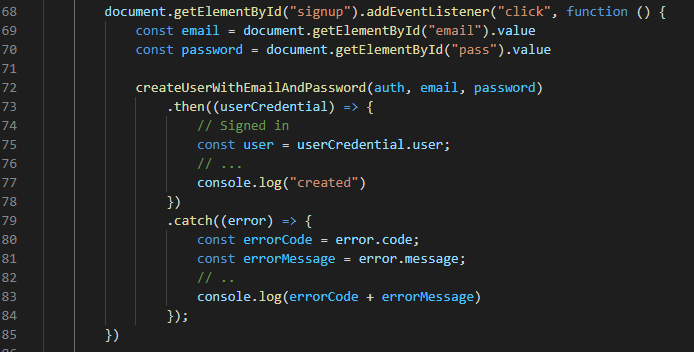 68 document.getElementById("signup").addEventListener("click", function () {
69 const email = document.getElementById("email").value
70 const password = document.getElementById("pass").value
71
72 createUserWithEmailAndPassword(auth, email, password)
73 .then((userCredential) => {
74 // Signed in
75 const user = userCredential.user;
76 // ...
77 console.log("created")
78 })
79 .catch((error) => {
80 const errorCode = error.code;
81 const errorMessage = error.message;
82 // ..
83 console.log(errorCode + errorMessage)
84 });
85 })
86